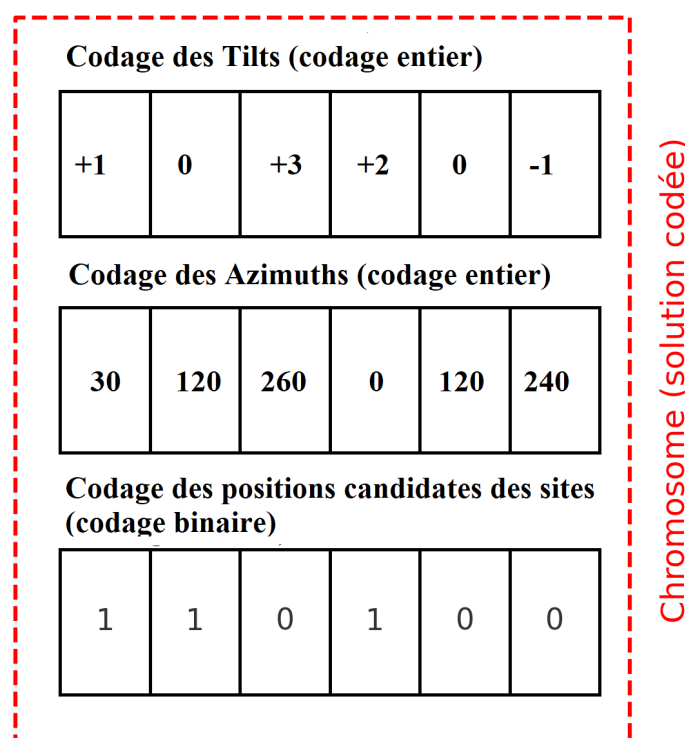 Codage des Tilts (codage entier)
+1 0 +3 +2 0 -1
Codage des Azimuths (codage entier)
30 120 260 0 120 240
Codage des positions candidates des sites
(codage binaire)
1 1 0 1 0 0
Chromosome (solution codée)